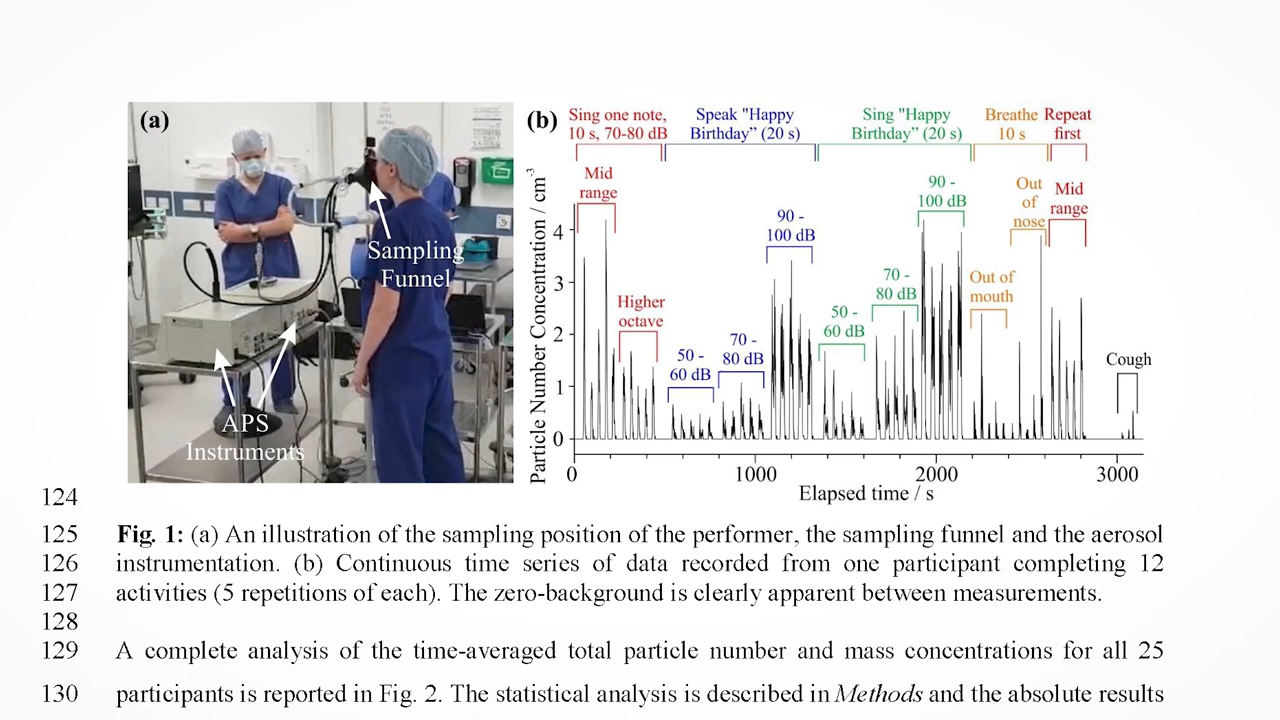 (a)
Sampling
Funnel
APS
Instruments
(b)
Sing one note,
10 s, 70-80 dB
Speak "Happy
Birthday” (20 s)
Sing "Happy
Birthday” (20 s)
Breathe
10 s
Repeat
first
Mid
range
Higher
octave
50 -
60 dB
70 -
80 dB
90 -
100 dB
50 -
60 dB
70 -
80 dB
90 -
100 dB
Out of
mouth
Out
of
nose
Mid
range
Cough
Particle Number Concentration / cm-3
4
3
2
1
0
0
1000
2000
3000
Elapsed time / s
124
125 Fig. 1: (a) An illustration of the sampling position of the performer, the sampling funnel and the aerosol
126 instrumentation. (b) Continuous time series of data recorded from one participant completing 12
127 activities (5 repetitions of each). The zero-background is clearly apparent between measurements.
128
129 A complete analysis of the time-averaged total particle number and mass concentrations for all 25
130 participants is reported in Fig. 2. The statistical analysis is described in Methods and the absolute results